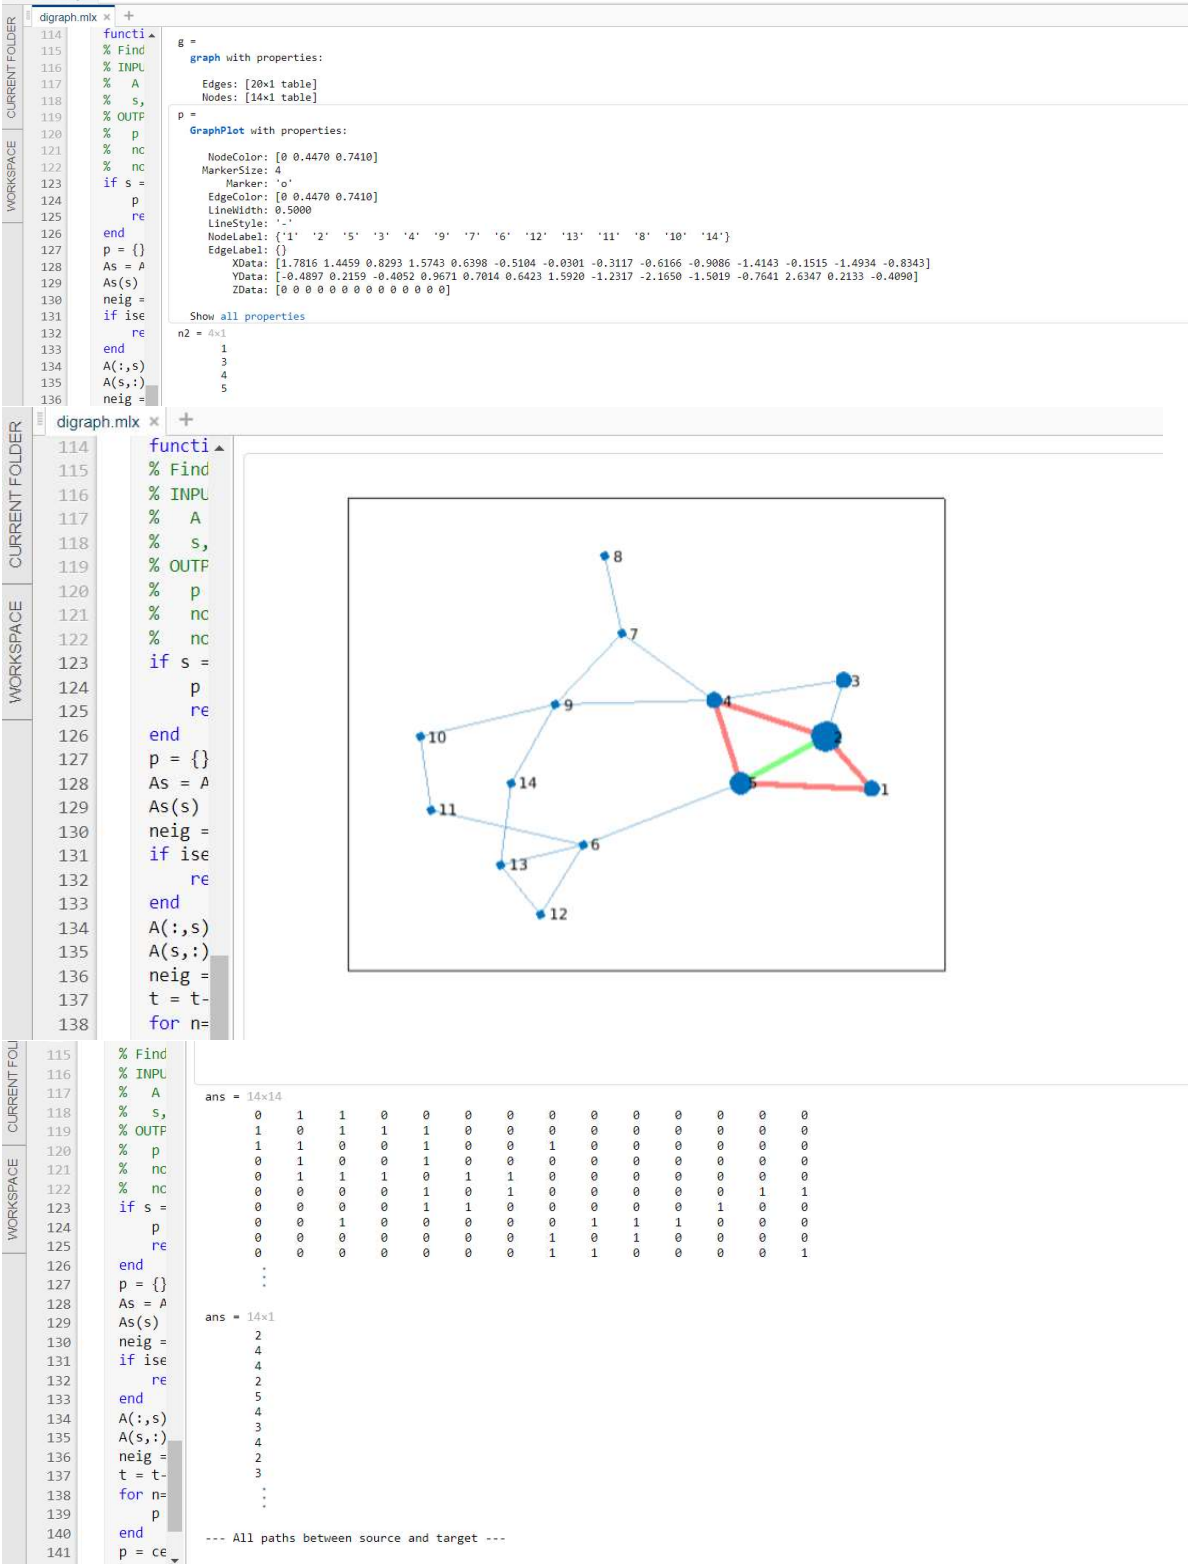 digraph.mlx × +
CURRENT FOLDER
WORKSPACE
114 functi
115 % Find
116 % INPU
117 % A
118 % s,
119 % OUTP
120 % p
121 % no
122 % no
123 if s =
124 p
125 re
126 end
127 p = {}
128 As = A
129 As(s)
130 neig =
131 if ise
132 re
133 end
134 A(:,s)
135 A(s,:)
136 neig =
g =
graph with properties:
Edges: [20×1 table]
Nodes: [14×1 table]
p =
GraphPlot with properties:
NodeColor: [0 0.4470 0.7410]
MarkerSize: 4
Marker: 'o'
EdgeColor: [0 0.4470 0.7410]
LineWidth: 0.5000
LineStyle: '-'
NodeLabel: {'1' '2' '5' '3' '4' '9' '7' '6' '12' '13' '11' '8' '10' '14'}
EdgeLabel: {}
XData: [1.7816 1.4459 0.8293 1.5743 0.6398 -0.5104 -0.0301 -0.3117 -0.6166 -0.9086 -1.4143 -0.1515 -1.4934 -0.8343]
YData: [-0.4897 0.2159 -0.4052 0.9671 0.7014 0.6423 1.5920 -1.2317 -2.1650 -1.5019 -0.7641 2.6347 0.2133 -0.4090]
ZData: [0 0 0 0 0 0 0 0 0 0 0 0 0 0]
Show all properties
n2 = 4×1
1
3
4
5
digraph.mlx × +
CURRENT FOLDER
WORKSPACE
114 functi
115 % Find
116 % INPU
117 % A
118 % s,
119 % OUTP
120 % p
121 % no
122 % no
123 if s =
124 p
125 re
126 end
127 p = {}
128 As = A
129 As(s)
130 neig =
131 if ise
132 re
133 end
134 A(:,s)
135 A(s,:)
136 neig =
137 t = t-
138 for n=
8
7
3
4
9
2
10
14
5
1
11
6
13
12
CURRENT FOL
WORKSPACE
115 % Find
116 % INPU
117 % A
118 % s,
119 % OUTP
120 % p
121 % no
122 % no
123 if s =
124 p
125 re
126 end
127 p = {}
128 As = A
129 As(s)
130 neig =
131 if ise
132 re
133 end
134 A(:,s)
135 A(s,:)
136 neig =
137 t = t-
138 for n=
139 p
140 end
141 p = ce
ans = 14×14
0 1 1 0 0 0 0 0 0 0 0 0 0 0
1 0 1 1 1 0 0 0 0 0 0 0 0 0
1 1 0 0 1 0 0 1 0 0 0 0 0 0
0 1 0 0 1 0 0 0 0 0 0 0 0 0
0 1 1 1 0 1 1 0 0 0 0 0 0 0
0 0 0 0 1 0 1 0 0 0 0 0 1 1
0 0 0 0 1 1 0 0 0 0 0 1 0 0
0 0 1 0 0 0 0 0 1 1 1 0 0 0
0 0 0 0 0 0 0 1 0 1 0 0 0 0
0 0 0 0 0 0 0 1 1 0 0 0 0 1
⋮
ans = 14×1
2
4
4
2
5
4
3
4
2
3
⋮
--- All paths between source and target ---